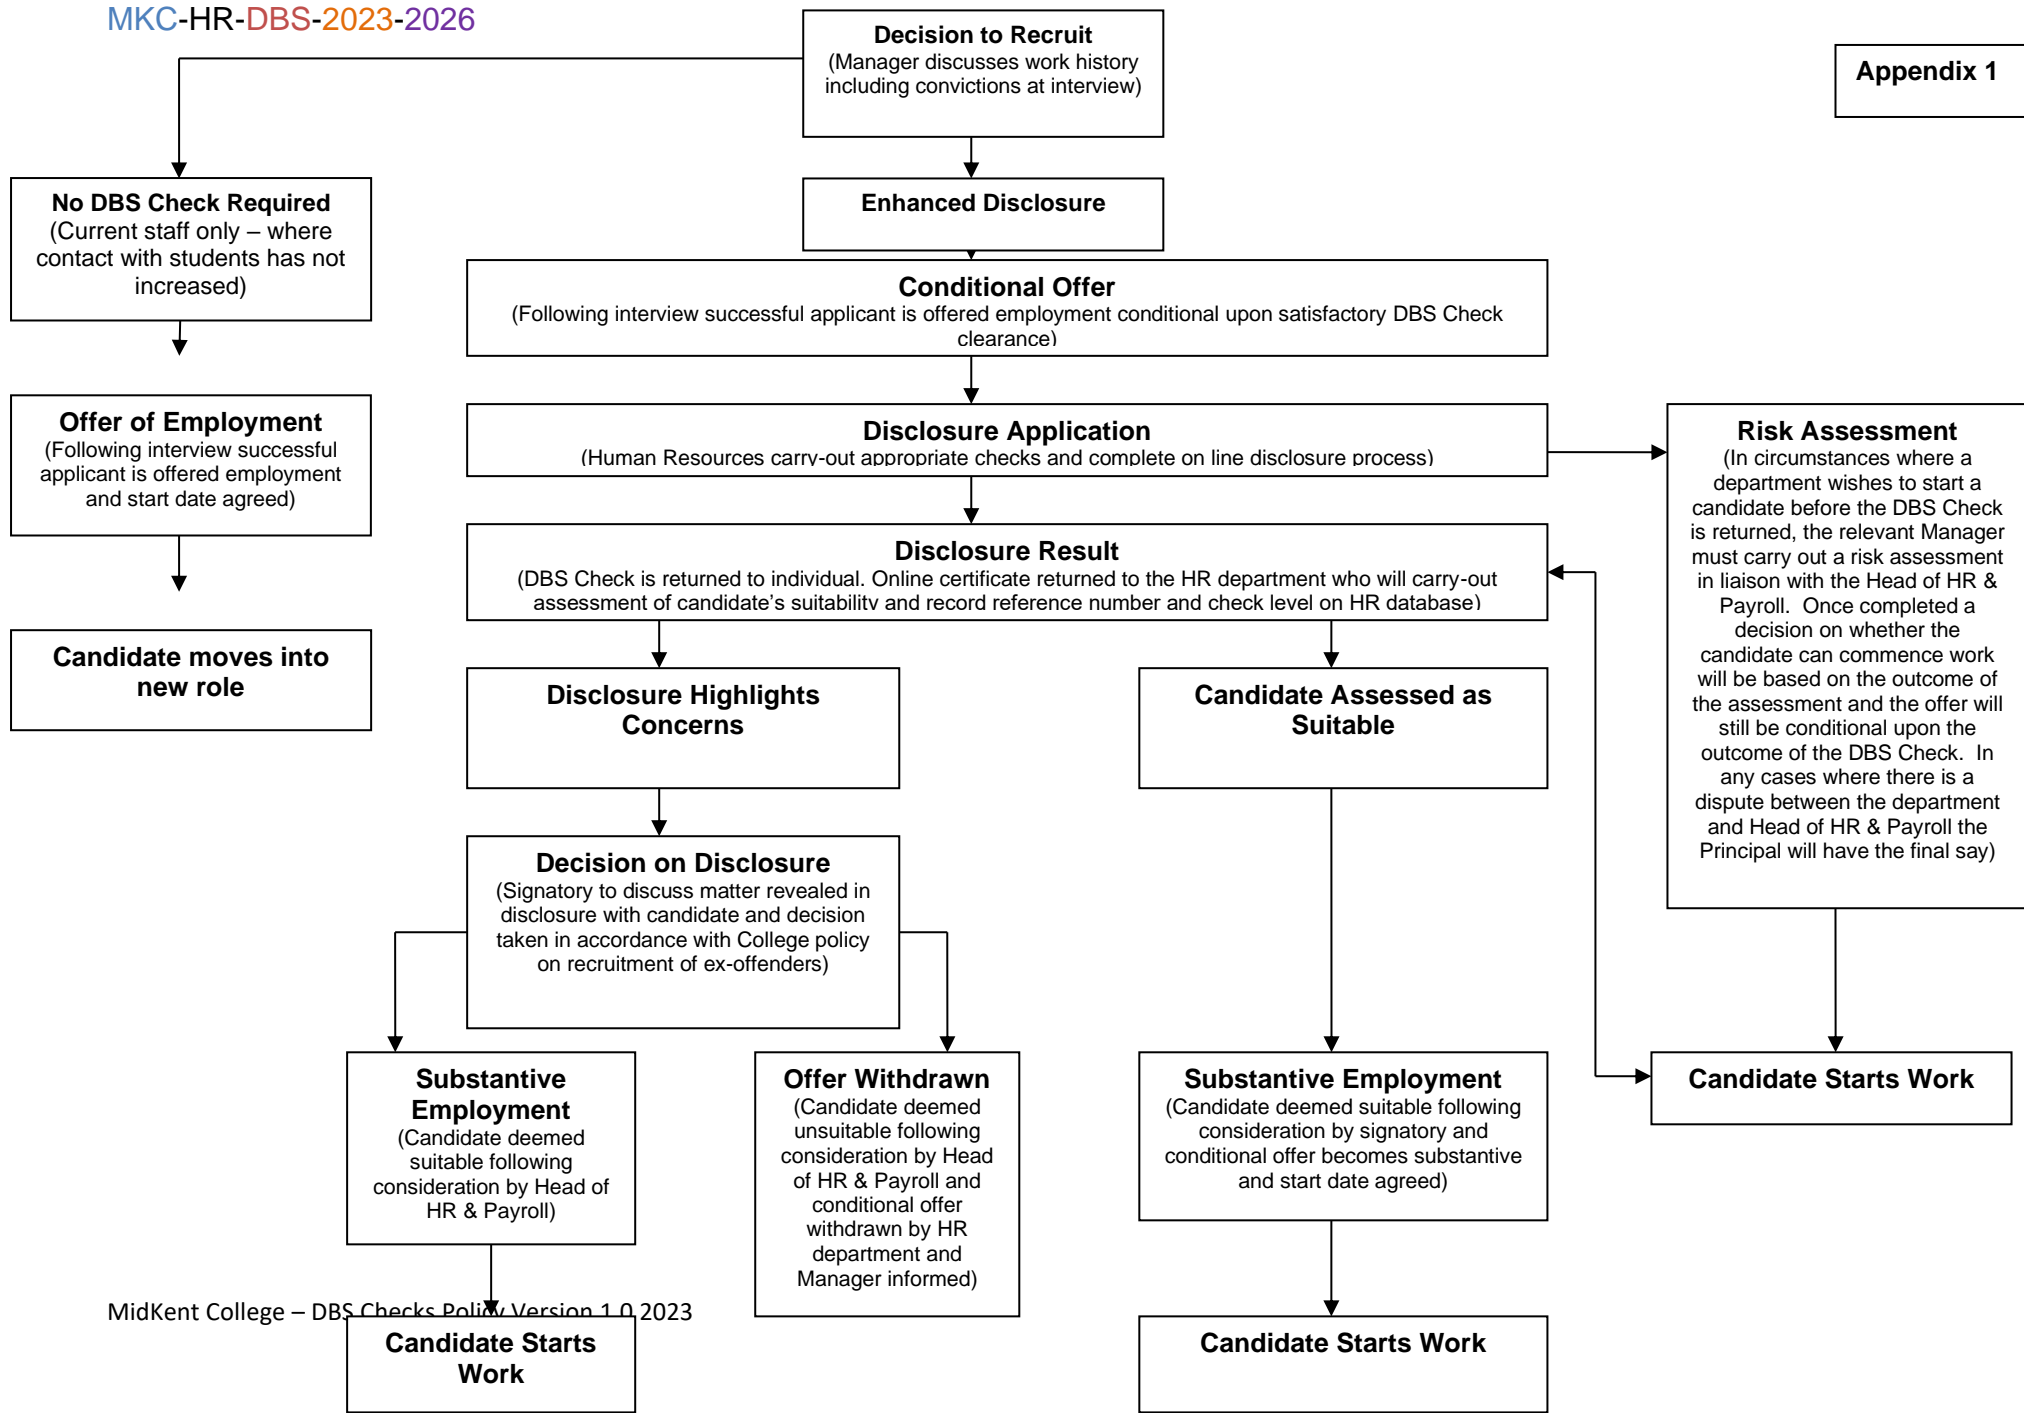 MKC-HR-DBS-2023-2026
Decision to Recruit
(Manager discusses work history
including convictions at interview)
Appendix 1
No DBS Check Required
(Current staff only – where
contact with students has not
increased)
Enhanced Disclosure
Conditional Offer
(Following interview successful applicant is offered employment conditional upon satisfactory DBS Check
clearance)
Offer of Employment
(Following interview successful
applicant is offered employment
and start date agreed)
Disclosure Application
(Human Resources carry-out appropriate checks and complete on line disclosure process)
Risk Assessment
(In circumstances where a
department wishes to start a
candidate before the DBS Check
is returned, the relevant Manager
must carry out a risk assessment
in liaison with the Head of HR &
Payroll.  Once completed a
decision on whether the
candidate can commence work
will be based on the outcome of
the assessment and the offer will
still be conditional upon the
outcome of the DBS Check.  In
any cases where there is a
dispute between the department
and Head of HR & Payroll the
Principal will have the final say)
Disclosure Result
(DBS Check is returned to individual. Online certificate returned to the HR department who will carry-out
assessment of candidate's suitability and record reference number and check level on HR database)
Candidate moves into
new role
Disclosure Highlights
Concerns
Candidate Assessed as
Suitable
Decision on Disclosure
(Signatory to discuss matter revealed in
disclosure with candidate and decision
taken in accordance with College policy
on recruitment of ex-offenders)
Substantive
Employment
(Candidate deemed
suitable following
consideration by Head of
HR & Payroll)
Offer Withdrawn
(Candidate deemed
unsuitable following
consideration by Head
of HR & Payroll and
conditional offer
withdrawn by HR
department and
Manager informed)
Substantive Employment
(Candidate deemed suitable following
consideration by signatory and
conditional offer becomes substantive
and start date agreed)
Candidate Starts Work
MidKent College – DBS Checks Policy Version 1.0 2023
Candidate Starts
Work
Candidate Starts Work